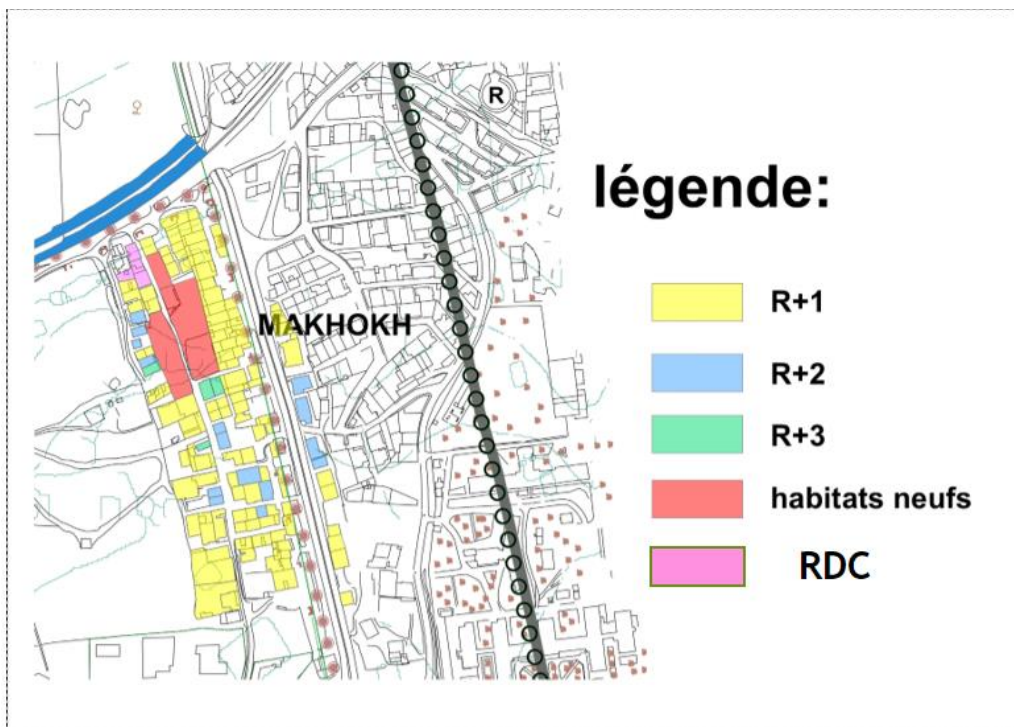 R
légende:
R+1
MAKHOKH
R+2
R+3
habitats neufs
RDC